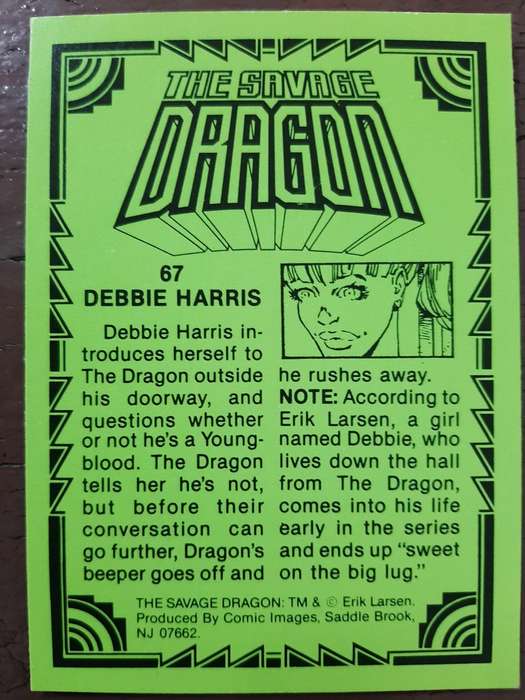 THE SAVAGE
DRAGON
67
DEBBIE HARRIS
Debbie Harris in-
troduces herself to
The Dragon outside
his doorway, and
questions whether
or not he's a Young-
blood. The Dragon
tells her he's not,
but before their
conversation can
go further, Dragon's
beeper goes off and
he rushes away.
NOTE: According to
Erik Larsen, a girl
named Debbie, who
lives down the hall
from The Dragon,
comes into his life
early in the series
and ends up "sweet
on the big lug."
THE SAVAGE DRAGON: TM & © Erik Larsen.
Produced By Comic Images, Saddle Brook,
NJ 07662.